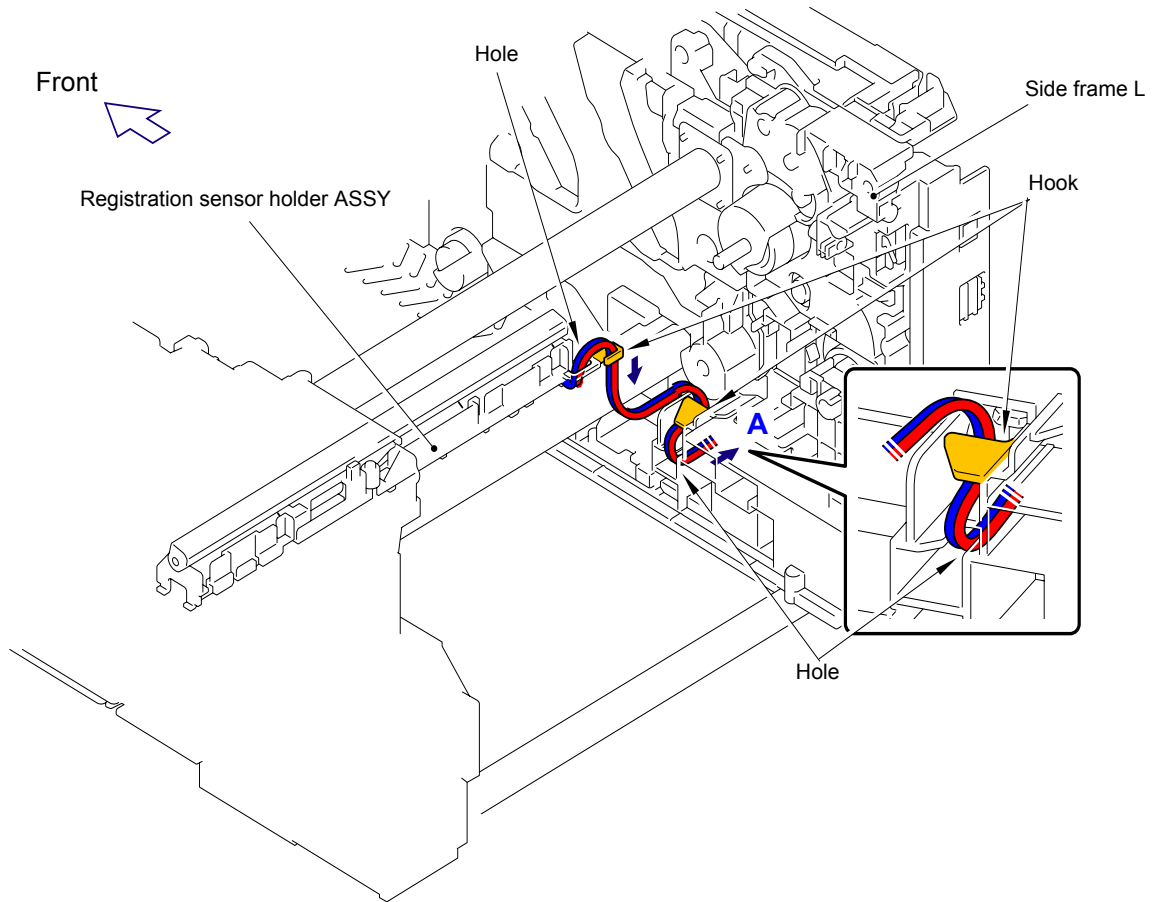 Hole
Side frame L
Front
Hook
Registration sensor holder ASSY
A
Hole